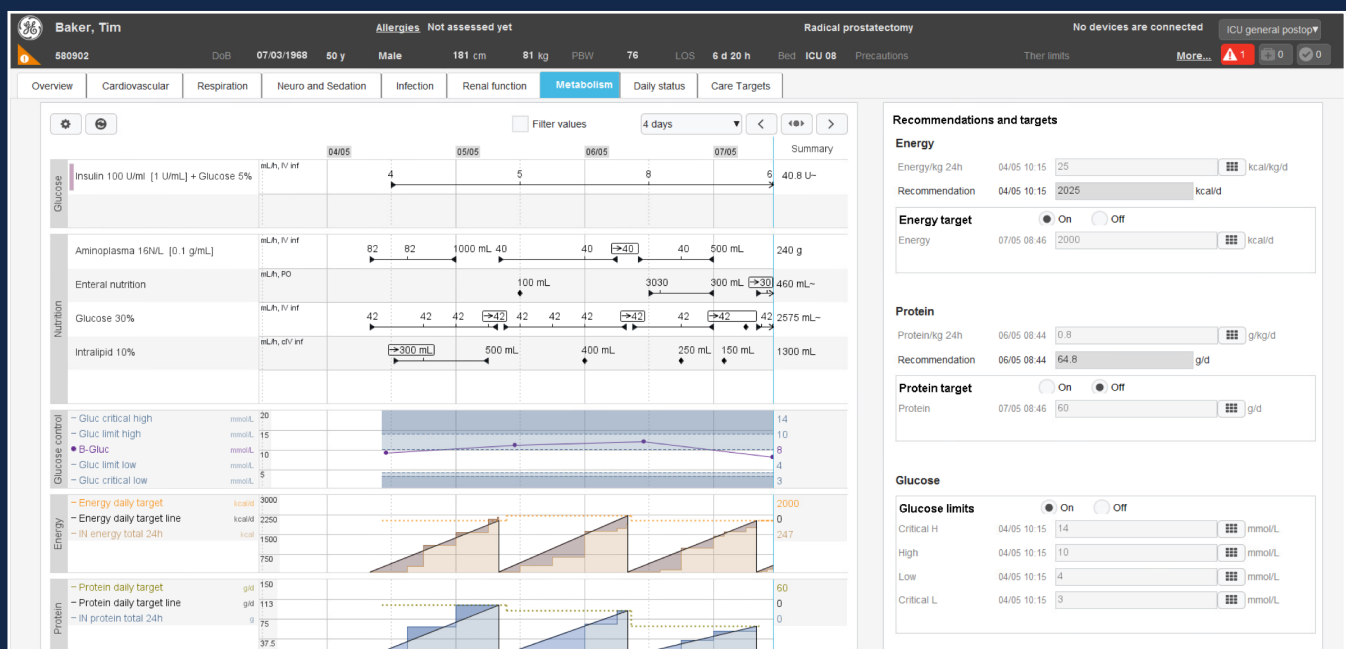 Baker, Tim Allergies Not assessed yet Radical prostatectomy No devices are connected ICU general postop
580902 DoB 07/03/1968 50 y Male 181 cm 81 kg PBW 76 LOS 6 d 20 h Bed ICU 08 Precautions Ther limits More... 1 0 0
Overview Cardiovascular Respiration Neuro and Sedation Infection Renal function Metabolism Daily status Care Targets
Filter values 4 days
04/05 05/05 06/05 07/05 Summary
Glucose
Insulin 100 U/ml [1 U/mL] + Glucose 5% mL/h, IV inf 4 5 8 6 40.8 U~
Nutrition
Aminoplasma 16N/L [0.1 g/mL] mL/h, IV inf 82 82 1000 mL 40 40 →40 40 500 mL 240 g
Enteral nutrition mL/h, PO 100 mL 3030 300 mL →30 460 mL~
Glucose 30% mL/h, IV inf 42 42 42 →42 42 42 42 →42 42 →42 42 2575 mL~
Intralipid 10% mL/h, cIV inf →300 mL 500 mL 400 mL 250 mL 150 mL 1300 mL
Glucose control
Gluc critical high mmol/L 20 14
Gluc limit high mmol/L 15 10
B-Gluc mmol/L 10 8
Gluc limit low mmol/L 4
Gluc critical low mmol/L 5 3
Energy
Energy daily target kcal/d 3000 2000
Energy daily target line kcal/d 2250 0
IN energy total 24h kcal 1500 247
750
Protein
Protein daily target g/d 150 60
Protein daily target line g/d 113 0
IN protein total 24h g 75 0
37.5
Recommendations and targets
Energy
Energy/kg 24h 04/05 10:15 25 kcal/kg/d
Recommendation 04/05 10:15 2025 kcal/d
Energy target On Off
Energy 07/05 08:46 2000 kcal/d
Protein
Protein/kg 24h 06/05 08:44 0.8 g/kg/d
Recommendation 06/05 08:44 64.8 g/d
Protein target On Off
Protein 07/05 08:46 60 g/d
Glucose
Glucose limits On Off
Critical H 04/05 10:15 14 mmol/L
High 04/05 10:15 10 mmol/L
Low 04/05 10:15 4 mmol/L
Critical L 04/05 10:15 3 mmol/L